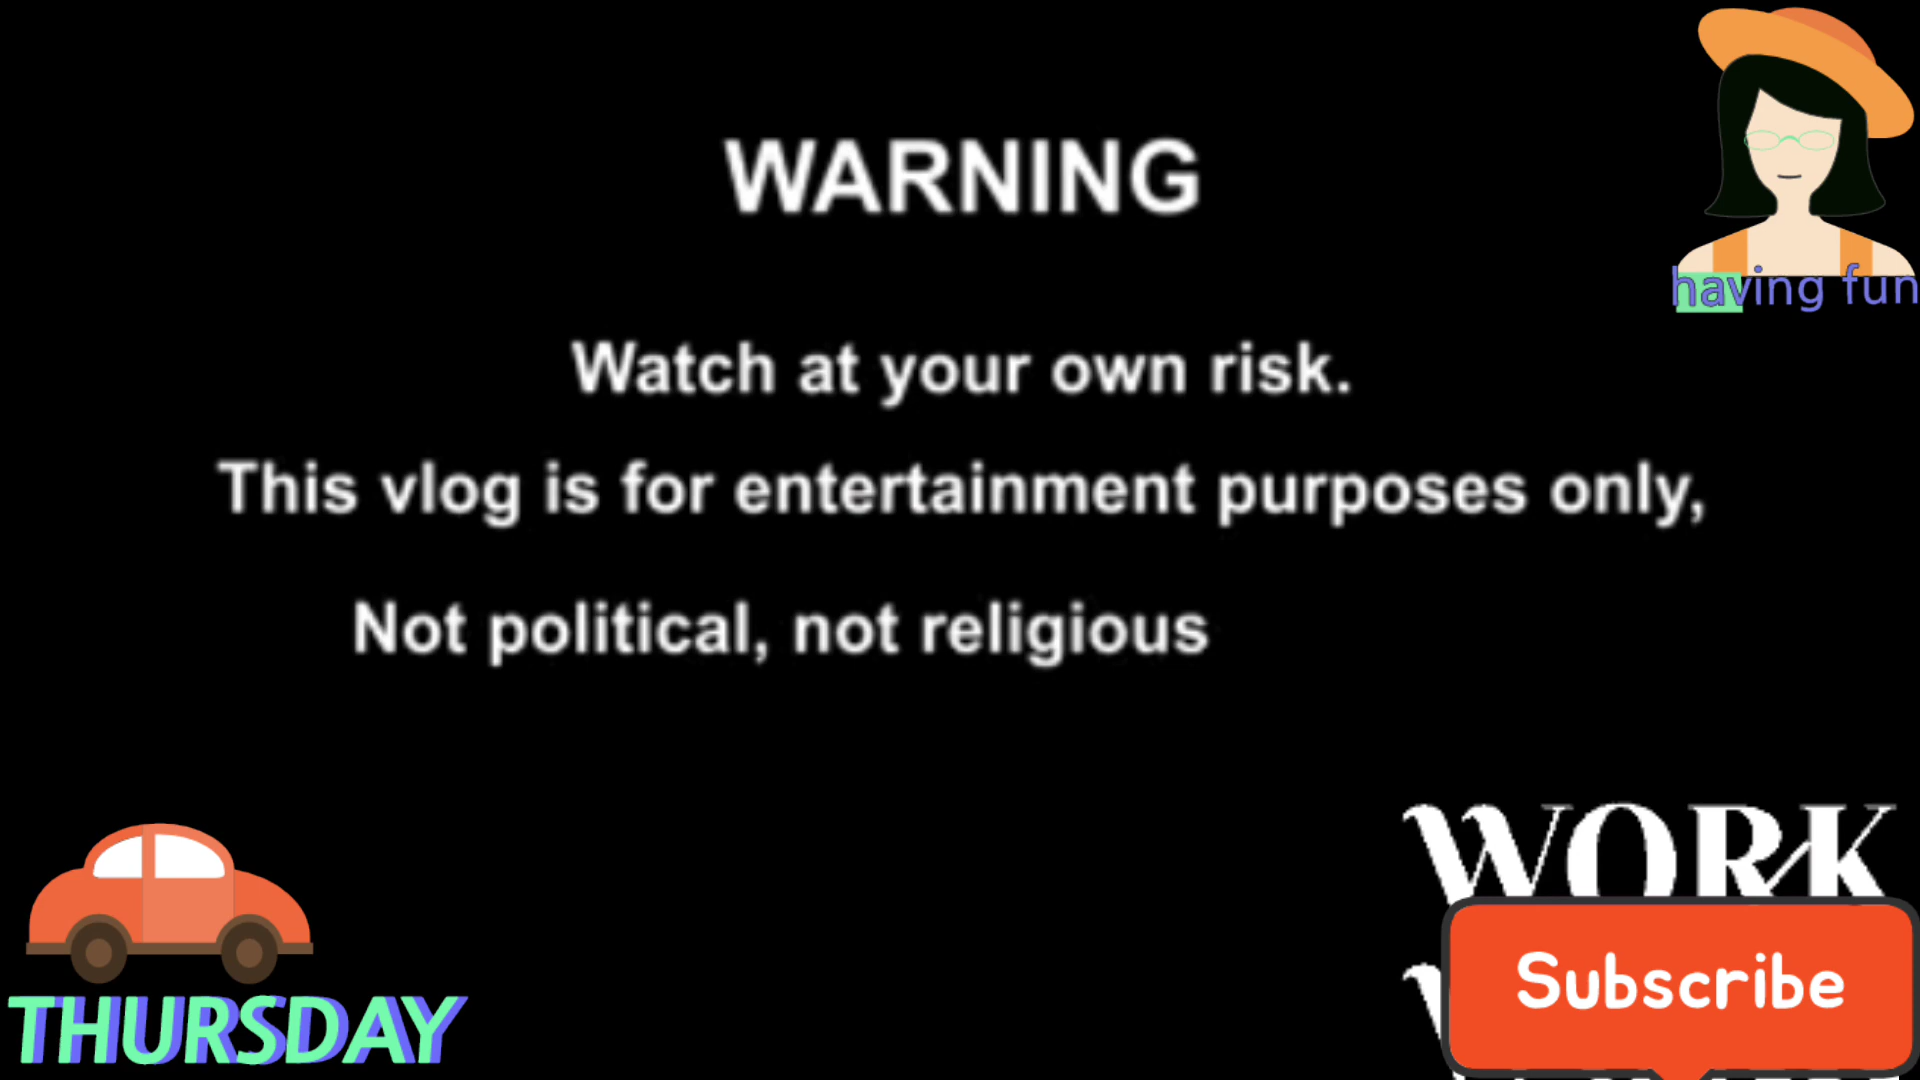 WARNING
having fun
Watch at your own risk.
This vlog is for entertainment purposes only,
Not political, not religious
WORK
Subscribe
THURSDAY